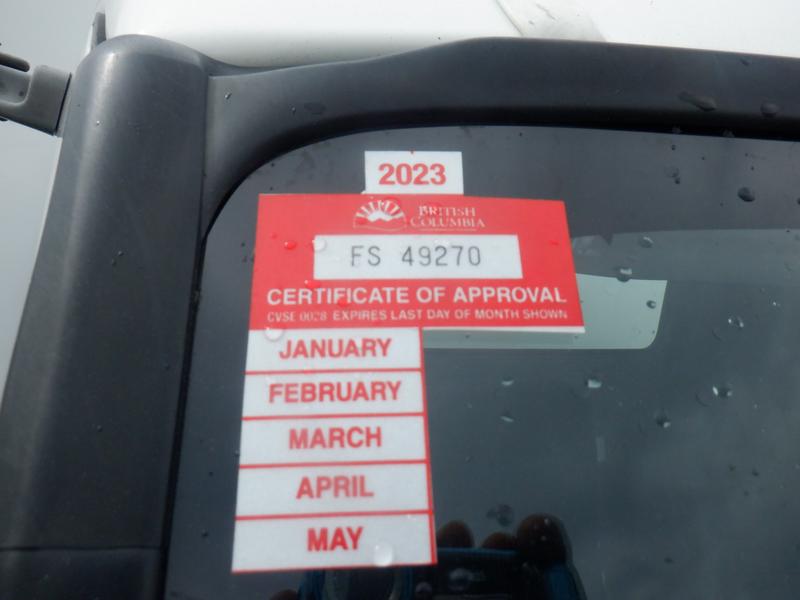 2023
BRITISH
COLUMBIA
FS 49270
CERTIFICATE OF APPROVAL
CVSE 0028 EXPIRES LAST DAY OF MONTH SHOWN
JANUARY
FEBRUARY
MARCH
APRIL
MAY